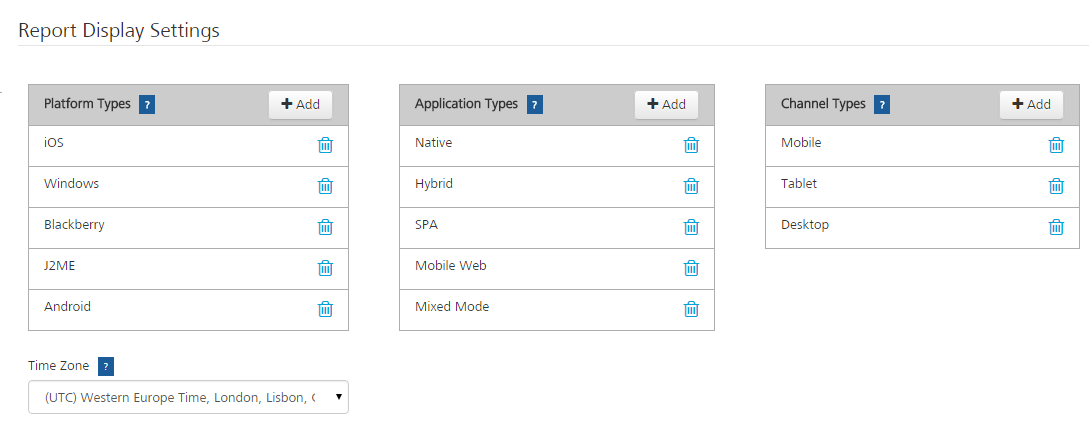 Report Display Settings
Platform Types ? + Add
iOS
Windows
Blackberry
J2ME
Android
Application Types ? + Add
Native
Hybrid
SPA
Mobile Web
Mixed Mode
Channel Types ? + Add
Mobile
Tablet
Desktop
Time Zone ?
(UTC) Western Europe Time, London, Lisbon,